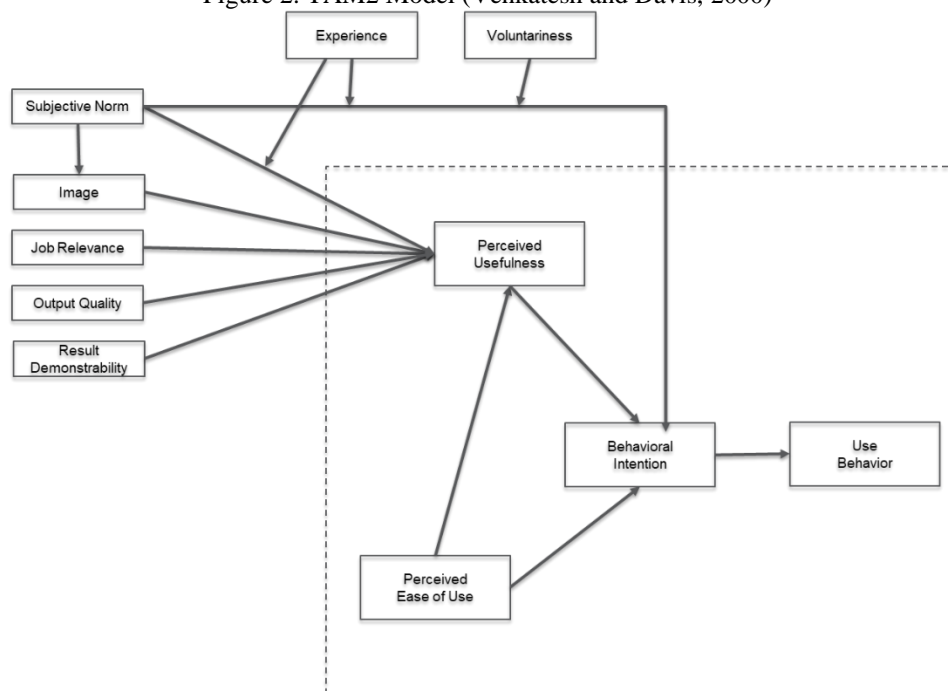 Figure 2. TAM2 Model (Venkatesh and Davis, 2000)
Experience
Voluntariness
Subjective Norm
Image
Job Relevance
Output Quality
Result
Demonstrability
Perceived
Usefulness
Behavioral
Intention
Use
Behavior
Perceived
Ease of Use